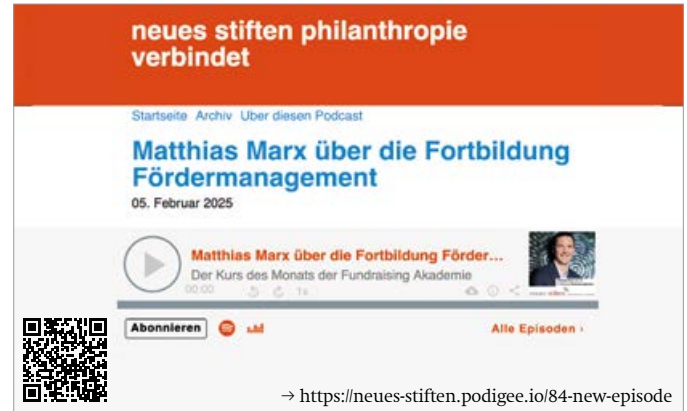 neues stiften philanthropie
verbindet
Startseite Archiv Über diesen Podcast
Matthias Marx über die Fortbildung
Fördermanagement
05. Februar 2025
Matthias Marx über die Fortbildung Förder...
Der Kurs des Monats der Fundraising Akademie
00:00 1x
Abonnieren
Alle Episoden ›
→ https://neues-stiften.podigee.io/84-new-episode